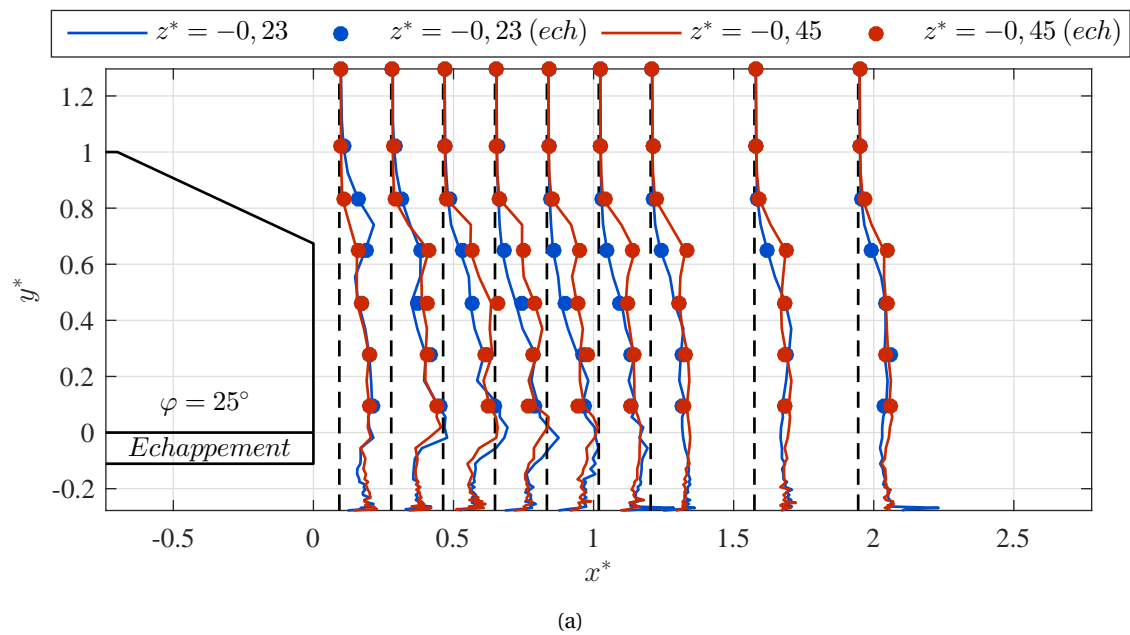 z* = −0, 23 z* = −0, 23 (ech) z* = −0, 45 z* = −0, 45 (ech)
1.2
1
0.8
0.6
0.4
0.2
0
-0.2
y*
φ = 25°
Echappement
-0.5 0 0.5 1 1.5 2 2.5
x*
(a)